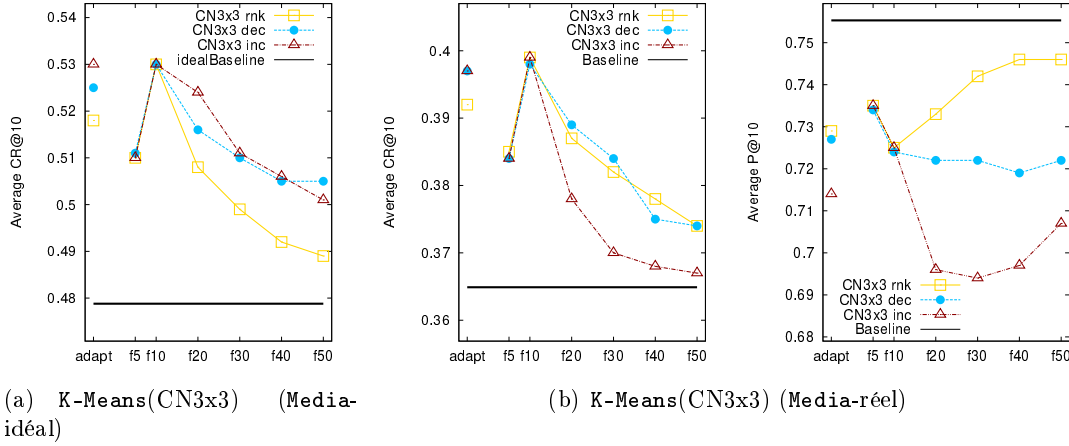 0.54
0.53
0.52
0.51
0.5
0.49
0.48
Average CR@10
adapt f5 f10 f20 f30 f40 f50
CN3x3 rnk
CN3x3 dec
CN3x3 inc
idealBaseline
0.4
0.39
0.38
0.37
0.36
Average CR@10
adapt f5 f10 f20 f30 f40 f50
CN3x3 rnk
CN3x3 dec
CN3x3 inc
Baseline
0.75
0.74
0.73
0.72
0.71
0.7
0.69
0.68
Average P@10
adapt f5 f10 f20 f30 f40 f50
CN3x3 rnk
CN3x3 dec
CN3x3 inc
Baseline
(a) K-Means(CN3x3) (Media-
idéal)
(b) K-Means(CN3x3) (Media-réel)